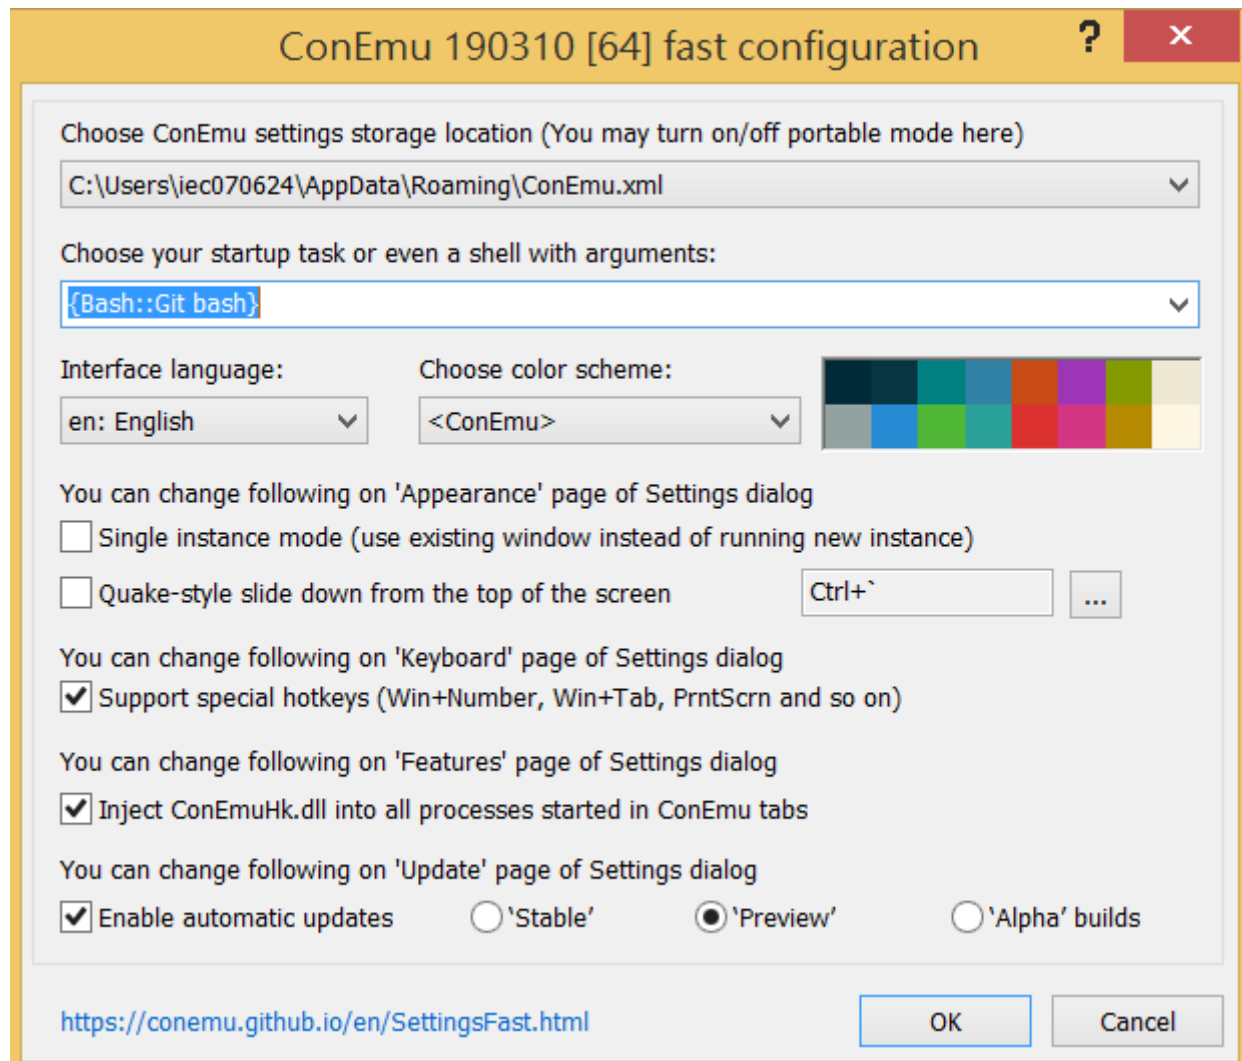 ConEmu 190310 [64] fast configuration ? ×
Choose ConEmu settings storage location (You may turn on/off portable mode here)
C:\Users\iec070624\AppData\Roaming\ConEmu.xml
Choose your startup task or even a shell with arguments:
{Bash::Git bash}
Interface language: Choose color scheme:
en: English <ConEmu>
You can change following on 'Appearance' page of Settings dialog
Single instance mode (use existing window instead of running new instance)
Quake-style slide down from the top of the screen Ctrl+` ...
You can change following on 'Keyboard' page of Settings dialog
Support special hotkeys (Win+Number, Win+Tab, PrntScrn and so on)
You can change following on 'Features' page of Settings dialog
Inject ConEmuHk.dll into all processes started in ConEmu tabs
You can change following on 'Update' page of Settings dialog
Enable automatic updates ‘Stable’ ‘Preview’ ‘Alpha’ builds
https://conemu.github.io/en/SettingsFast.html OK Cancel